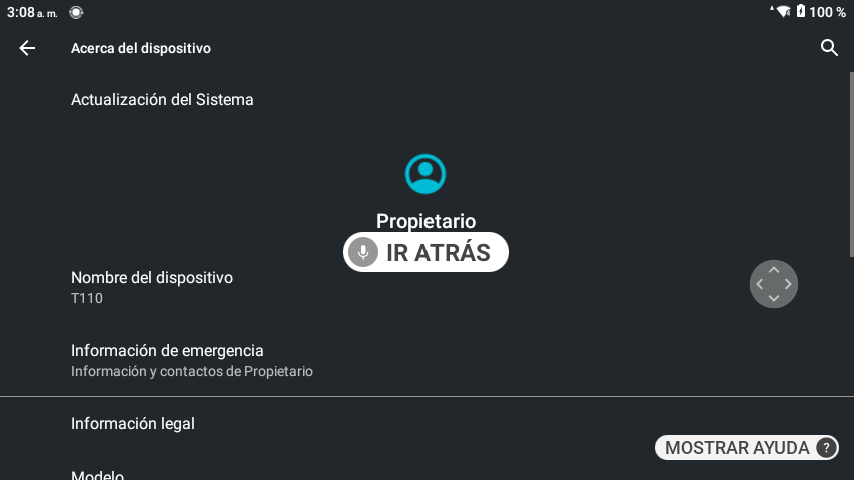 3:08 a. m.
100 %
Acerca del dispositivo
Actualización del Sistema
Propietario
IR ATRÁS
Nombre del dispositivo
T110
Información de emergencia
Información y contactos de Propietario
Información legal
MOSTRAR AYUDA ?
Modelo